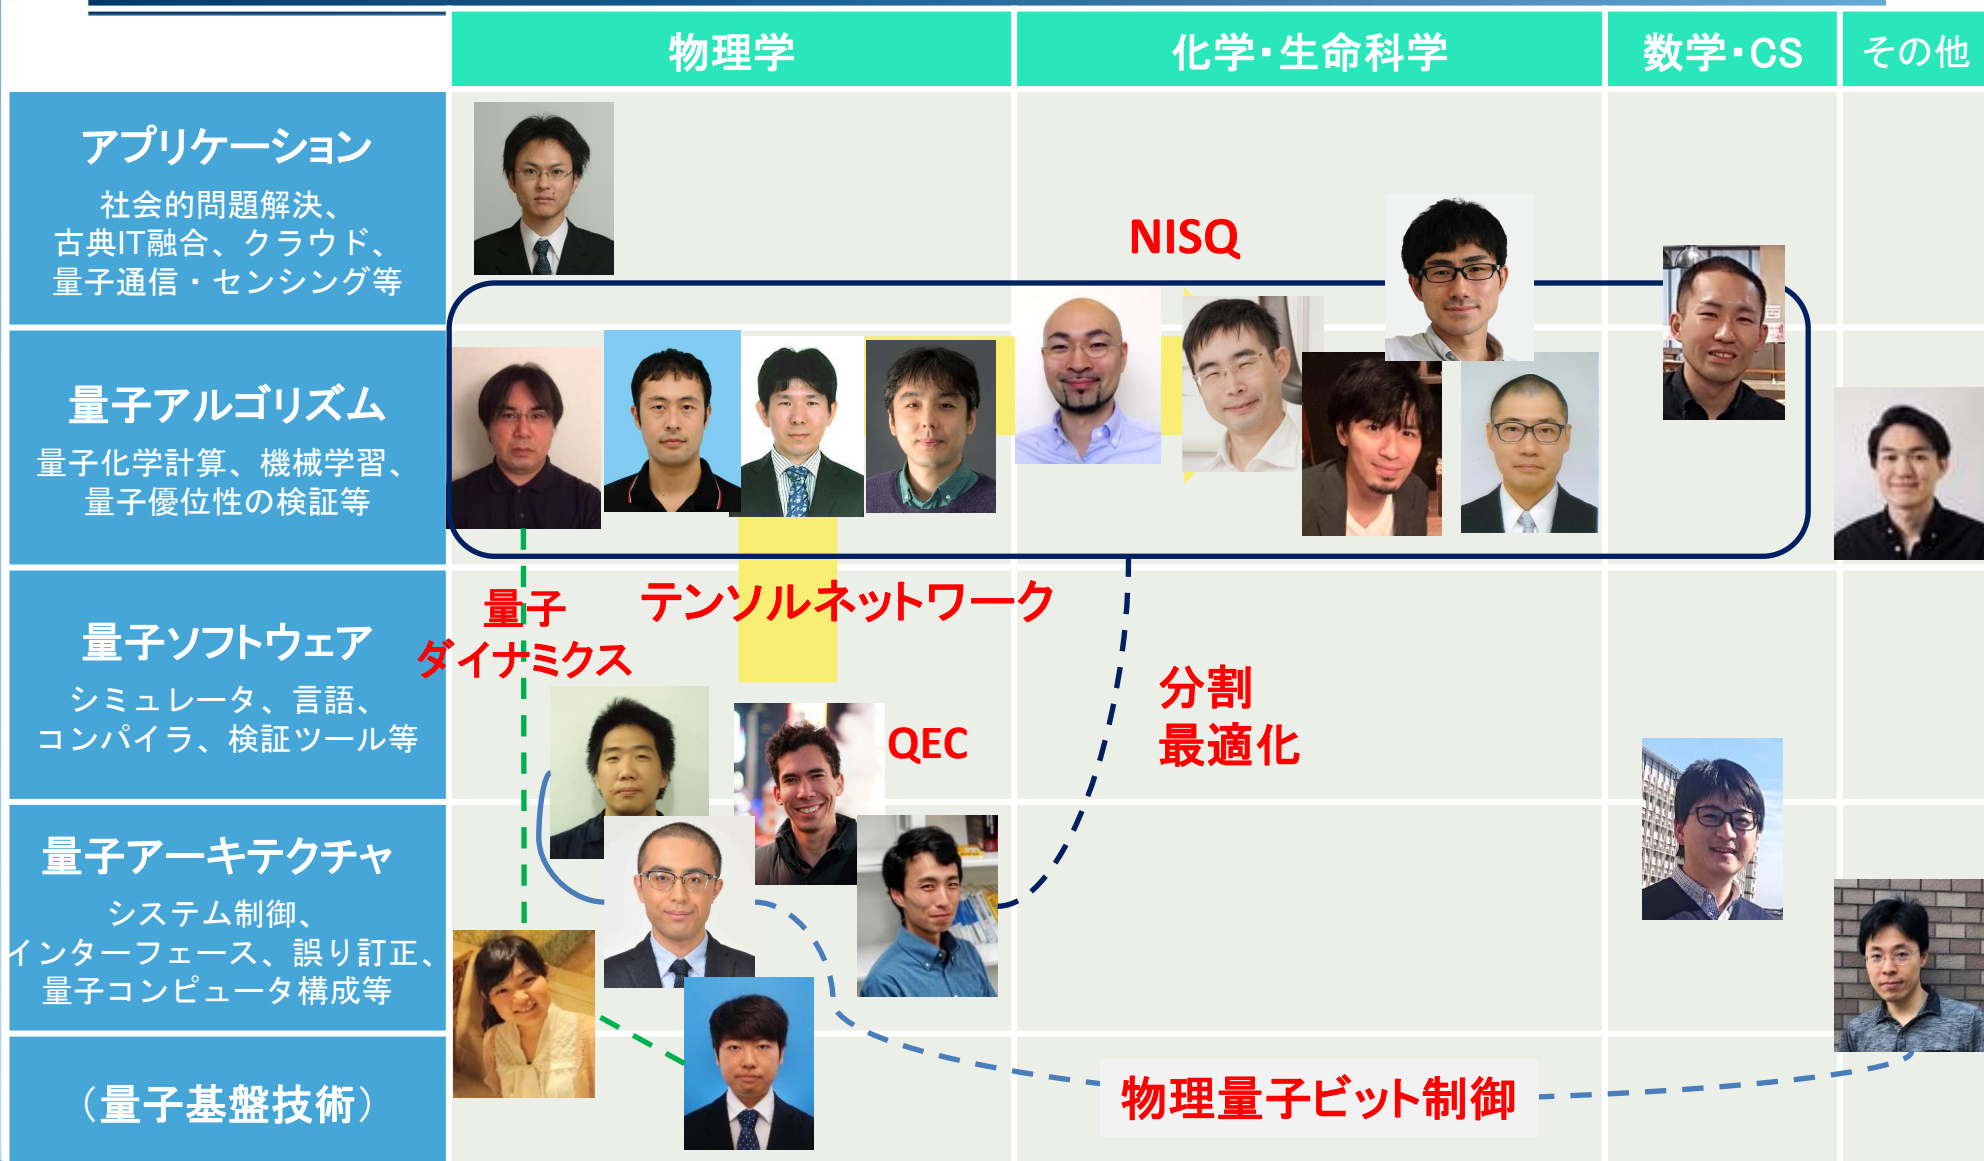 物理学
化学・生命科学
数学・CS
その他
アプリケーション
社会的問題解決、
古典IT融合、クラウド、
量子通信・センシング等
NISQ
量子アルゴリズム
量子化学計算、機械学習、
量子優位性の検証等
量子
ダイナミクス
テンソルネットワーク
量子ソフトウェア
シミュレータ、言語、
コンパイラ、検証ツール等
分割
最適化
QEC
量子アーキテクチャ
システム制御、
インターフェース、誤り訂正、
量子コンピュータ構成等
（量子基盤技術）
物理量子ビット制御